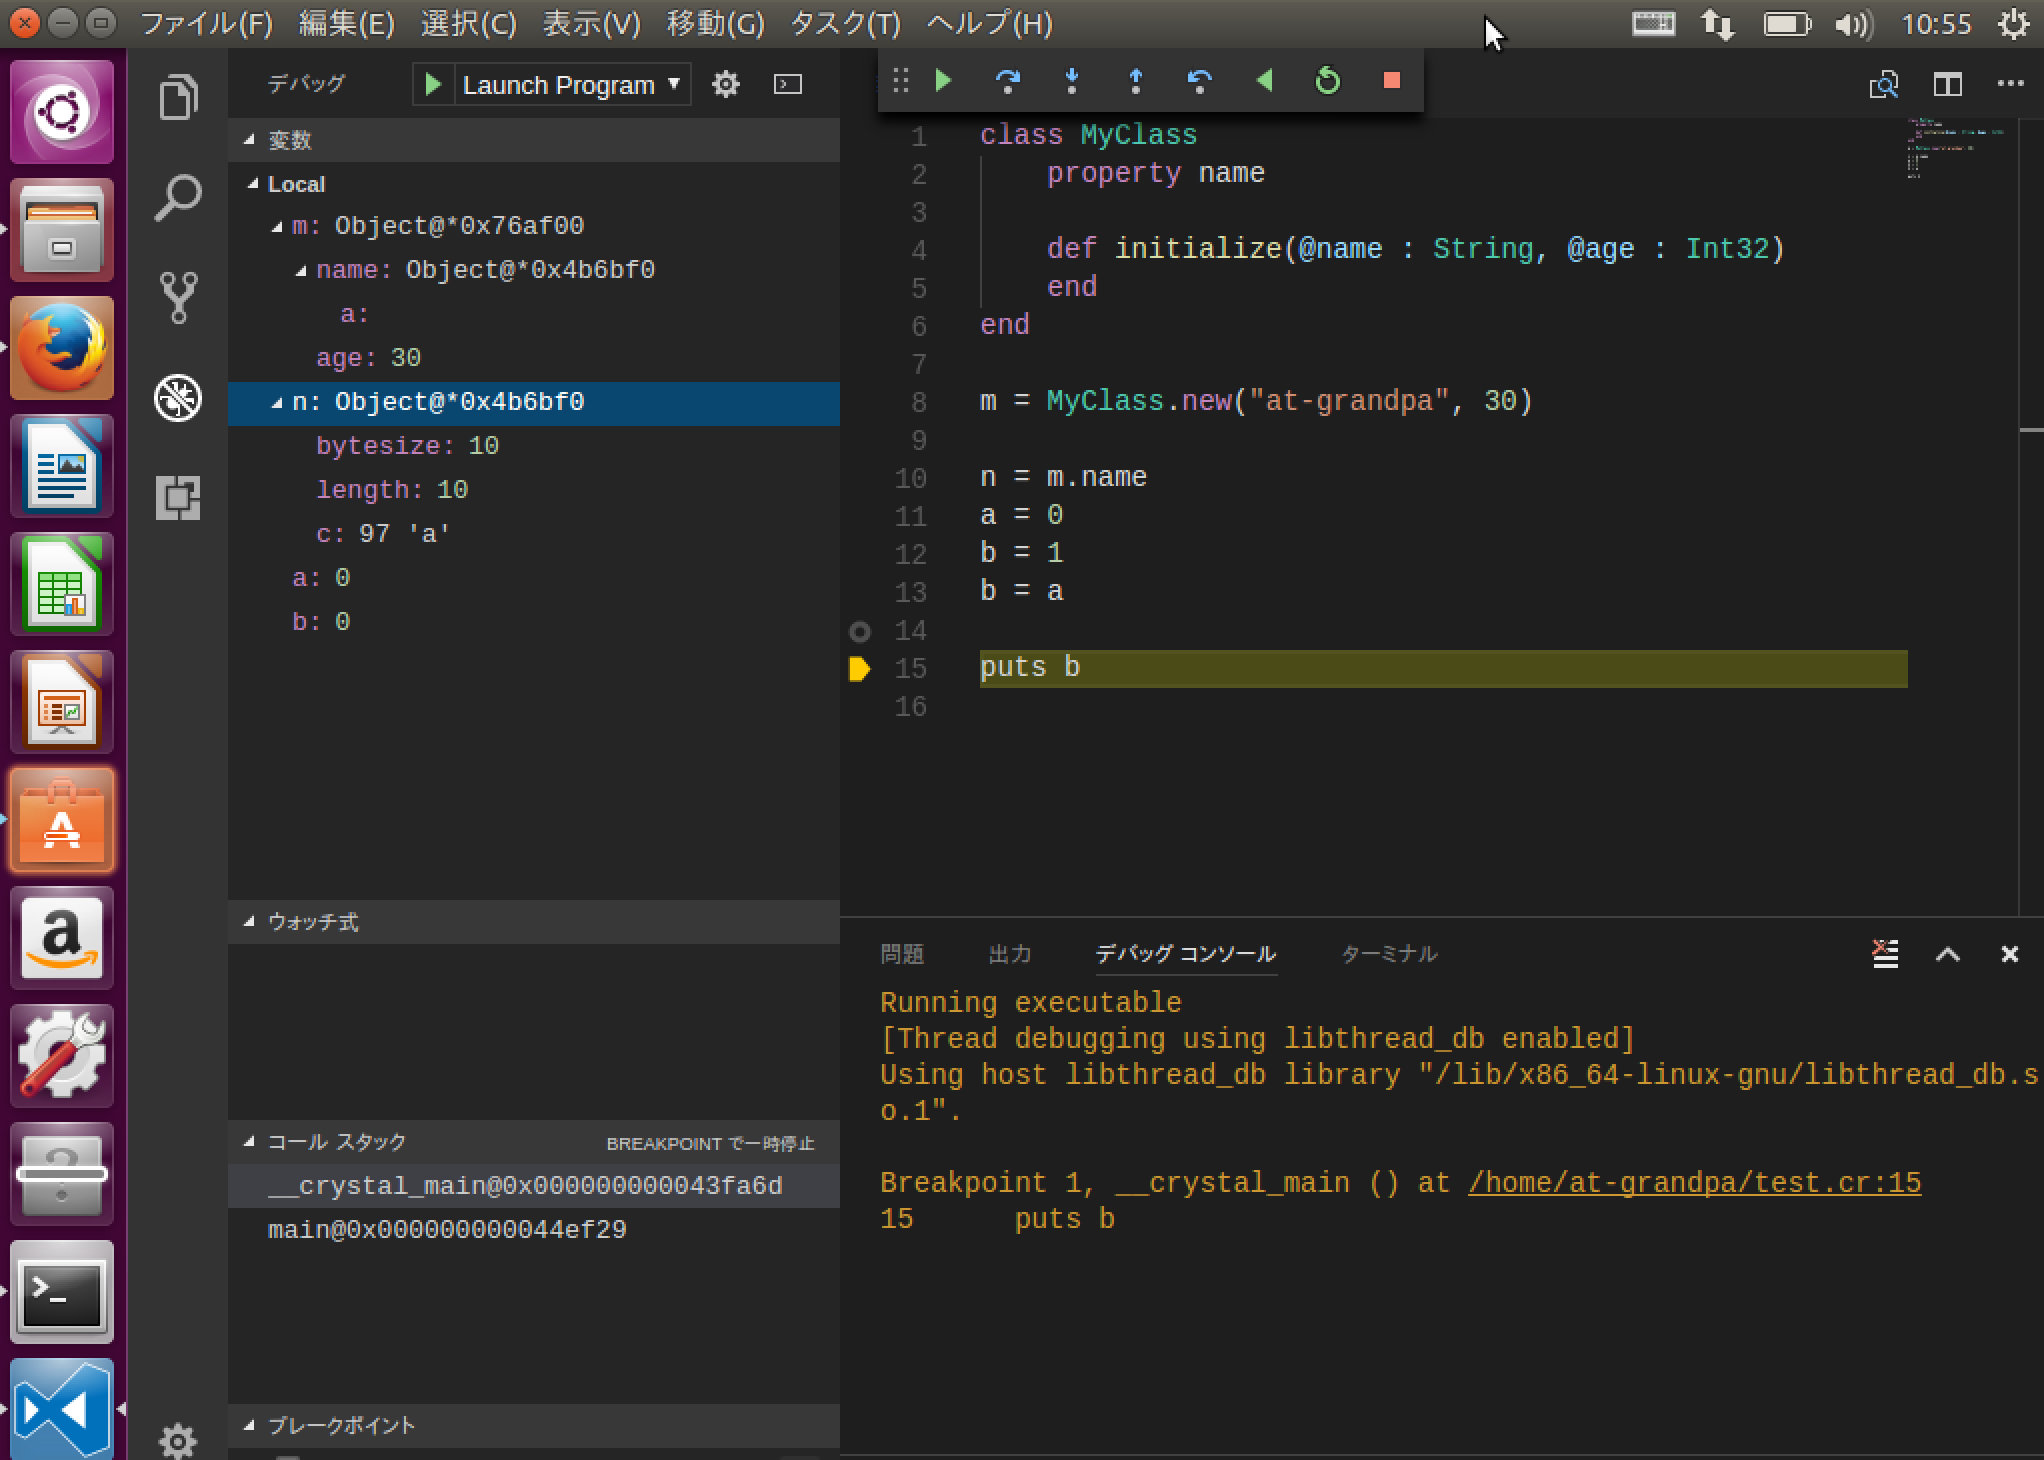 ファイル(F) 編集(E) 選択(C) 表示(V) 移動(G) タスク(T) ヘルプ(H) 10:55
デバッグ Launch Program
変数
Local
m: Object@*0x76af00
name: Object@*0x4b6bf0
a:
age: 30
n: Object@*0x4b6bf0
bytesize: 10
length: 10
c: 97 'a'
a: 0
b: 0
ウォッチ式
コール スタック BREAKPOINT で一時停止
__crystal_main@0x000000000043fa6d
main@0x000000000044ef29
ブレークポイント
1 class MyClass
2 property name
3
4 def initialize(@name : String, @age : Int32)
5 end
6 end
7
8 m = MyClass.new("at-grandpa", 30)
9
10 n = m.name
11 a = 0
12 b = 1
13 b = a
14
15 puts b
16
問題 出力 デバッグ コンソール ターミナル
Running executable
[Thread debugging using libthread_db enabled]
Using host libthread_db library "/lib/x86_64-linux-gnu/libthread_db.s
o.1".
Breakpoint 1, __crystal_main () at /home/at-grandpa/test.cr:15
15 puts b